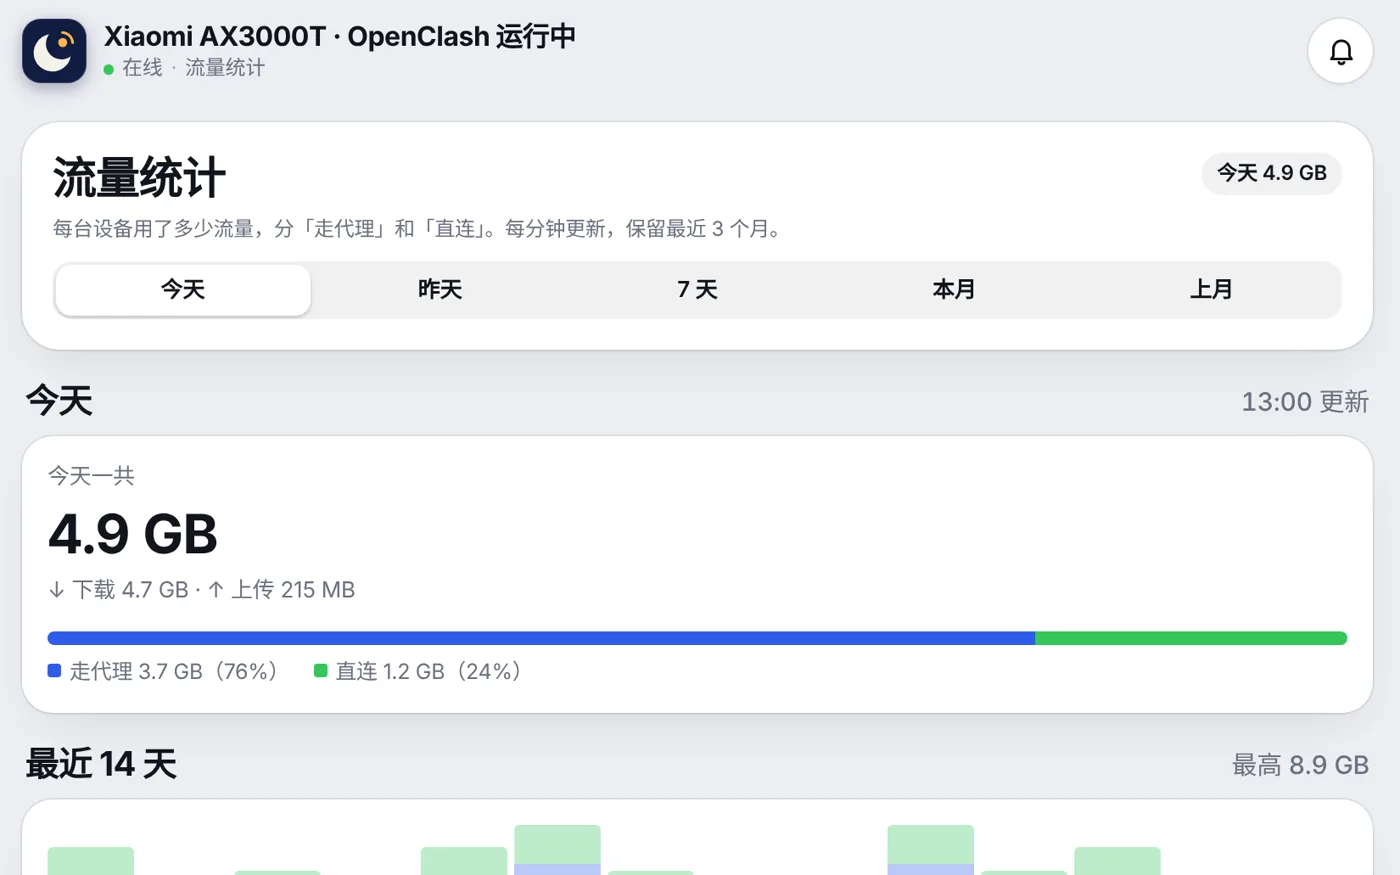 Xiaomi AX3000T · OpenClash 运行中
在线 · 流量统计
流量统计
今天 4.9 GB
每台设备用了多少流量，分「走代理」和「直连」。每分钟更新，保留最近 3 个月。
今天
昨天
7 天
本月
上月
今天
13:00 更新
今天一共
4.9 GB
↓ 下载 4.7 GB · ↑ 上传 215 MB
走代理 3.7 GB（76%）
直连 1.2 GB（24%）
最近 14 天
最高 8.9 GB